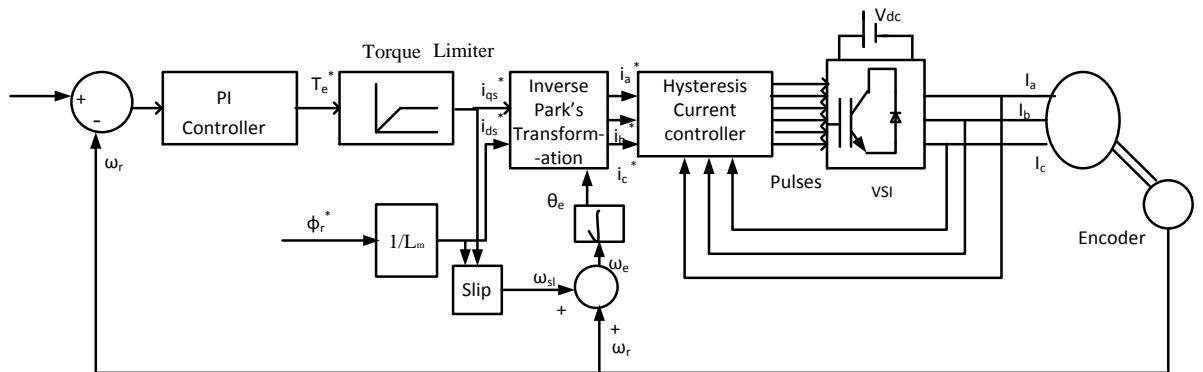 Vdc
Torque Limiter
+
-
PI
Controller
Te*
iqs*
ids*
Inverse
Park's
Transform-
-ation
ia*
ib*
ic*
Hysteresis
Current
controller
Pulses
VSI
Ia
Ib
Ic
Encoder
ωr
ϕr*
1/Lm
Slip
ωsl
+
θe
∫
ωe
+
ωr